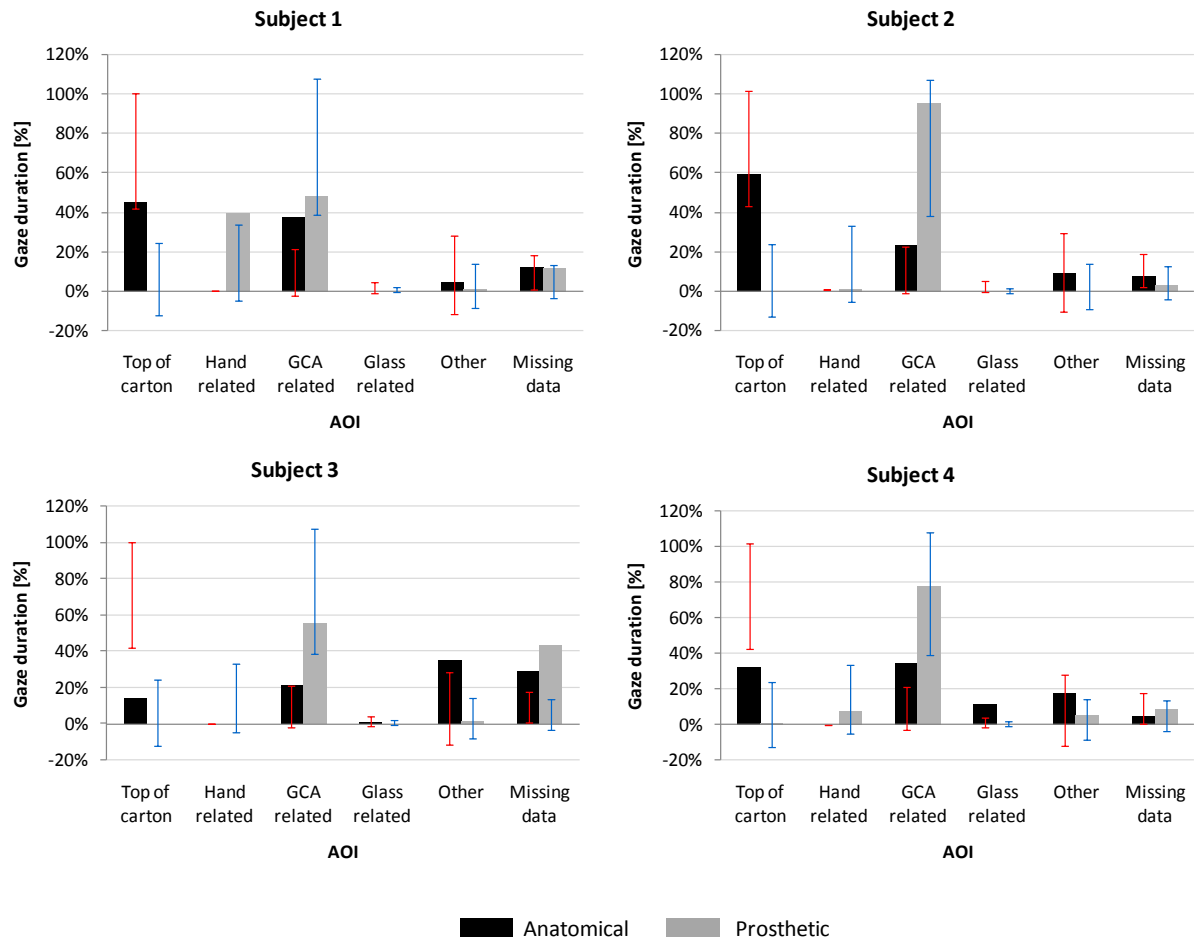 Subject 1
Gaze duration [%]
120%
100%
80%
60%
40%
20%
0%
-20%
Top of carton
Hand related
GCA related
Glass related
Other
Missing data
AOI
Subject 2
Gaze duration [%]
120%
100%
80%
60%
40%
20%
0%
-20%
Top of carton
Hand related
GCA related
Glass related
Other
Missing data
AOI
Subject 3
Gaze duration [%]
120%
100%
80%
60%
40%
20%
0%
-20%
Top of carton
Hand related
GCA related
Glass related
Other
Missing data
AOI
Subject 4
Gaze duration [%]
120%
100%
80%
60%
40%
20%
0%
-20%
Top of carton
Hand related
GCA related
Glass related
Other
Missing data
AOI
Anatomical
Prosthetic